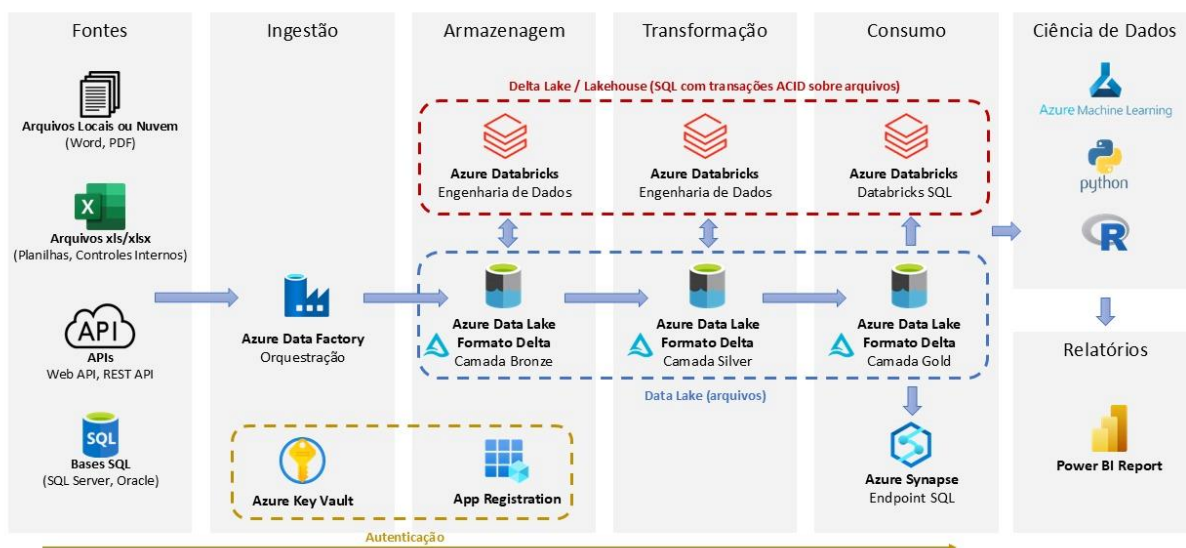 Fontes
Arquivos Locais ou Nuvem
(Word, PDF)
X
Arquivos xls/xlsx
(Planilhas, Controles Internos)
API
APIs
Web API, REST API
SQL
Bases SQL
(SQL Server, Oracle)
Ingestão
Azure Data Factory
Orquestração
Azure Key Vault
Armazenagem
Transformação
Consumo
Delta Lake / Lakehouse (SQL com transações ACID sobre arquivos)
Azure Databricks
Engenharia de Dados
Azure Databricks
Engenharia de Dados
Azure Databricks
Databricks SQL
Azure Data Lake
Formato Delta
Camada Bronze
Azure Data Lake
Formato Delta
Camada Silver
Azure Data Lake
Formato Delta
Camada Gold
Data Lake (arquivos)
App Registration
Azure Synapse
Endpoint SQL
Autenticação
Ciência de Dados
Azure Machine Learning
python
R
Relatórios
Power BI Report